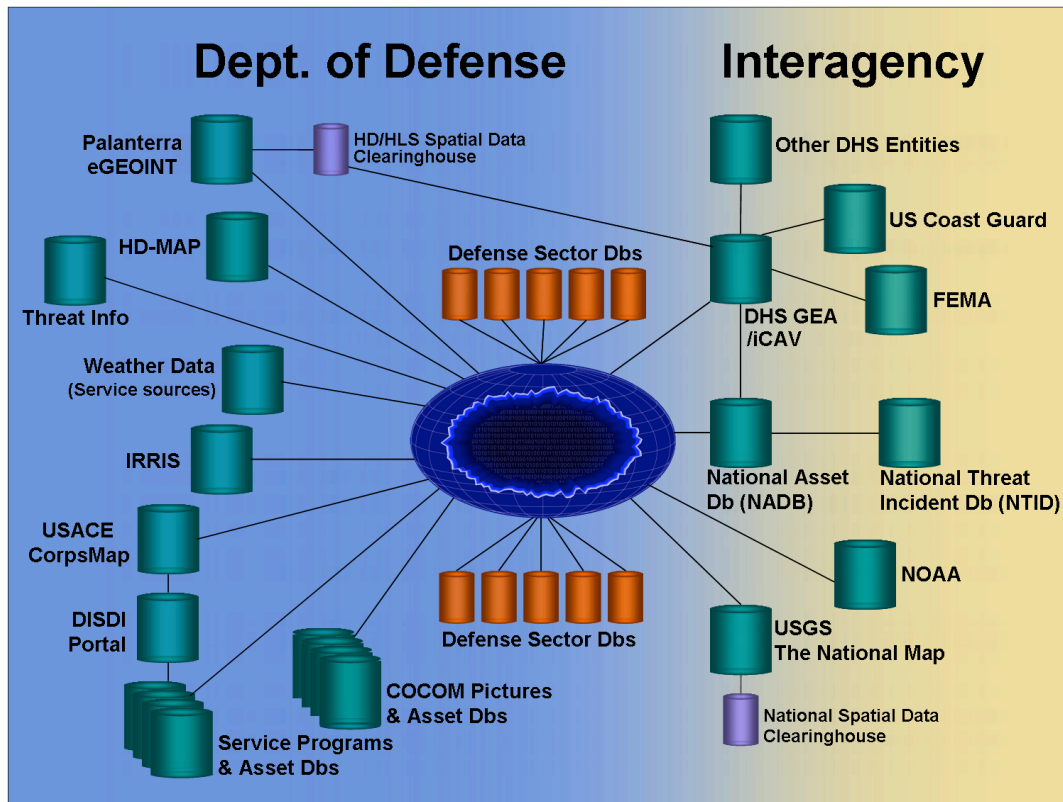 Dept. of Defense
Interagency
Palanterra
eGEOINT
HD/HLS Spatial Data
Clearinghouse
Other DHS Entities
US Coast Guard
HD-MAP
Defense Sector Dbs
FEMA
Threat Info
DHS GEA
/iCAV
Weather Data
(Service sources)
IRRIS
National Asset
Db (NADB)
National Threat
Incident Db (NTID)
USACE
CorpsMap
NOAA
DISDI
Portal
Defense Sector Dbs
USGS
The National Map
COCOM Pictures
& Asset Dbs
National Spatial Data
Clearinghouse
Service Programs
& Asset Dbs